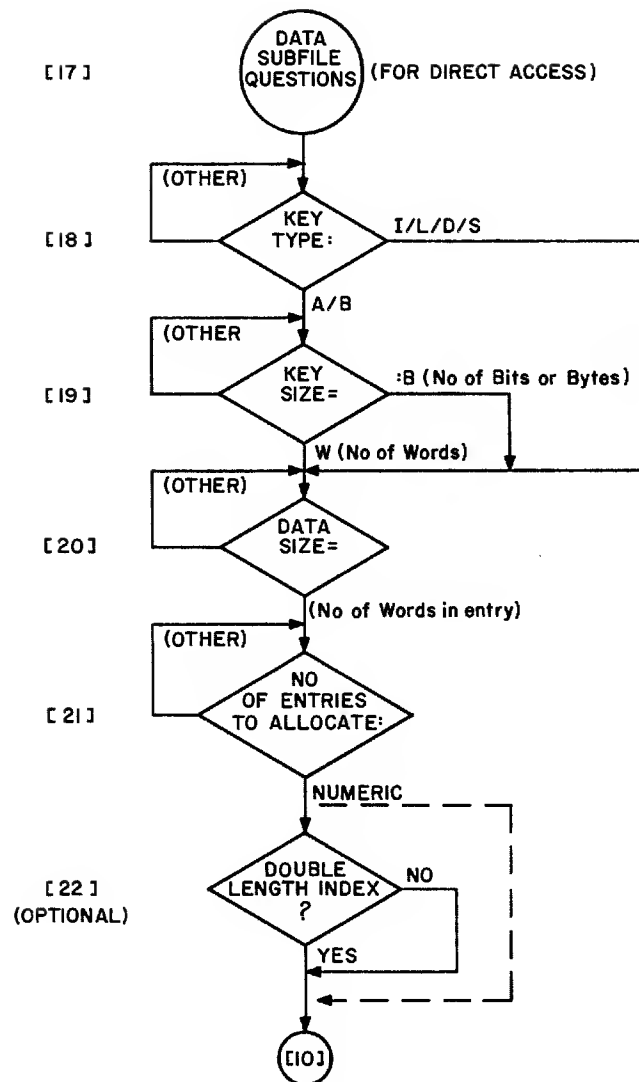 DATA
SUBFILE
QUESTIONS
[17]
(FOR DIRECT ACCESS)
(OTHER)
KEY
TYPE:
[18]
I/L/D/S
A/B
(OTHER
KEY
SIZE=
[19]
:B (No of Bits or Bytes)
W (No of Words)
(OTHER)
DATA
SIZE=
[20]
(No of Words in entry)
(OTHER)
NO
OF ENTRIES
TO ALLOCATE:
[21]
NUMERIC
DOUBLE
LENGTH INDEX
?
[22]
(OPTIONAL)
NO
YES
[10]